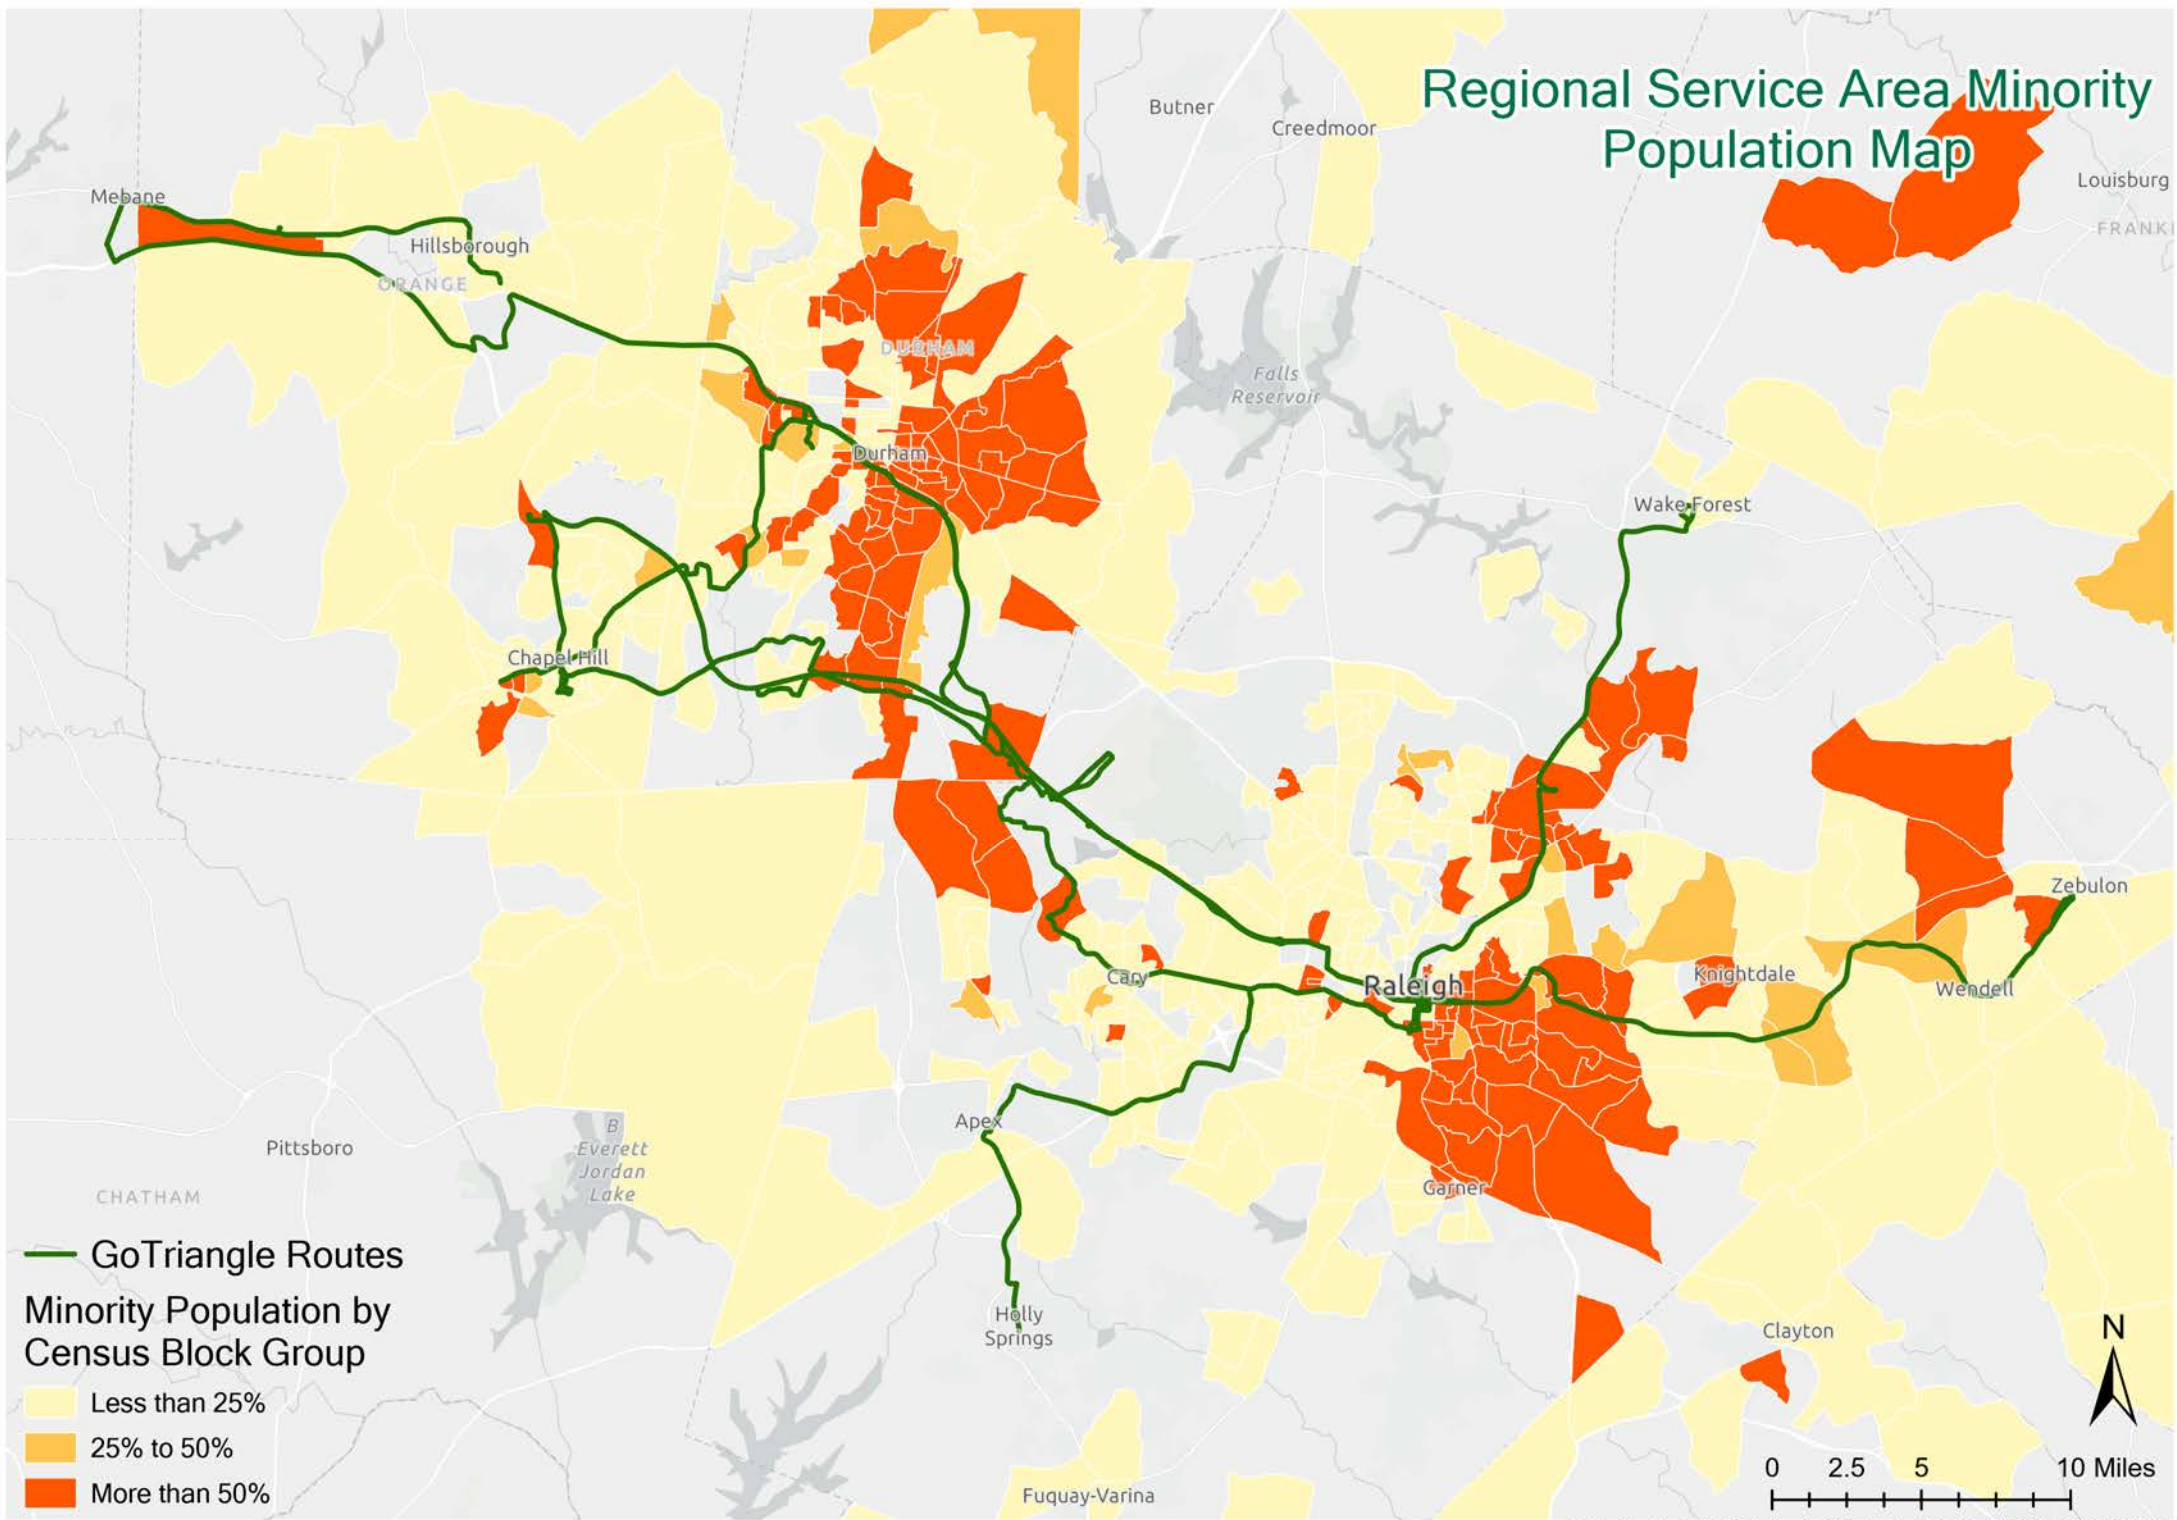 Regional Service Area Minority
Population Map
Butner
Creedmoor
Louisburg
Mebane
FRANKI
Hillsborough
ORANGE
DURHAM
Falls
Reservoir
Durham
Wake Forest
Chapel Hill
Zebulon
Cary
Raleigh
Knightdale
Wendell
Apex
Pittsboro
B
Everett
Jordan
Lake
CHATHAM
Garner
GoTriangle Routes
Minority Population by
Census Block Group
Less than 25%
25% to 50%
More than 50%
Holly
Springs
Clayton
Fuquay-Varina
N
0 2.5 5 10 Miles